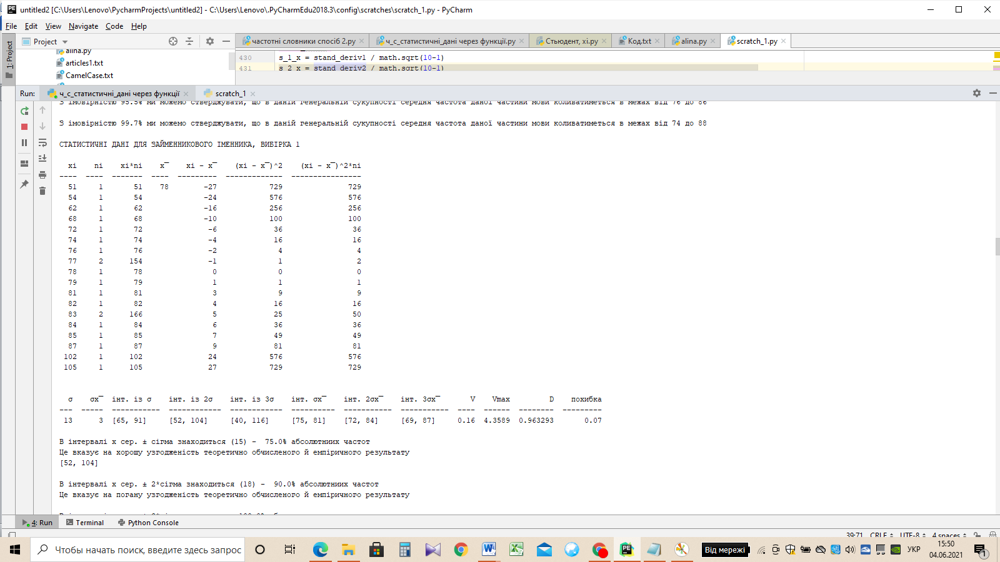 untitled2 [C:\Users\Lenovo\PycharmProjects\untitled2] - C:\Users\Lenovo\.PyCharmEdu2018.3\config\scratches\scratch_1.py - PyCharm
File Edit View Navigate Code Help
Project
частотні словники спосіб 2.py
ч_с_статистичні_дані через функції.py
Стьюдент, хі.py
Код.txt
alina.py
scratch_1.py
1: Project
alina.py
articles1.txt
CamelCase.txt
430 s_1_x = stand_deriv1 / math.sqrt(10-1)
431 s_2_x = stand_deriv2 / math.sqrt(10-1)
Run: ч_с_статистичні_дані через функції scratch_1
З імовірністю 95.5% ми можемо стверджувати, що в даній генеральній сукупності середня частота даної частини мови коливатиметься в межах від 76 до 86
З імовірністю 99.7% ми можемо стверджувати, що в даній генеральній сукупності середня частота даної частини мови коливатиметься в межах від 74 до 88
СТАТИСТИЧНІ ДАНІ ДЛЯ ЗАЙМЕННИКОВОГО ІМЕННИКА, ВИБІРКА 1
xi ni xi*ni x¯ xi - x¯ (xi - x¯)^2 (xi - x¯)^2*ni
---- ---- ------- ---- --------- ------------- ----------------
51 1 51 78 -27 729 729
54 1 54 -24 576 576
62 1 62 -16 256 256
68 1 68 -10 100 100
72 1 72 -6 36 36
74 1 74 -4 16 16
76 1 76 -2 4 4
77 2 154 -1 1 2
78 1 78 0 0 0
79 1 79 1 1 1
81 1 81 3 9 9
82 1 82 4 16 16
83 2 166 5 25 50
84 1 84 6 36 36
85 1 85 7 49 49
87 1 87 9 81 81
102 1 102 24 576 576
105 1 105 27 729 729
σ σx¯ інт. із σ інт. із 2σ інт. із 3σ інт. σx¯ інт. 2σx¯ інт. 3σx¯ V Vmax D похибка
--- ----- ----------- ------------ ------------ ---------- ----------- ----------- ---- ------ -------- ---------
13 3 [65, 91] [52, 104] [40, 116] [75, 81] [72, 84] [69, 87] 0.16 4.3589 0.963293 0.07
В інтервалі x сер. ± сігма знаходиться (15) - 75.0% абсолютниих частот
Це вказує на хорошу узгодженість теоретично обчисленого й емпіричного результату
[52, 104]
В інтервалі x сер. ± 2*сігма знаходиться (18) - 90.0% абсолютниих частот
Це вказує на погану узгодженість теоретично обчисленого й емпіричного результату
4: Run Terminal Python Console
39:71 CRLF UTF-8 4 spaces
Чтобы начать поиск, введите здесь запрос
Від мережі
УКР
15:50
04.06.2021
1